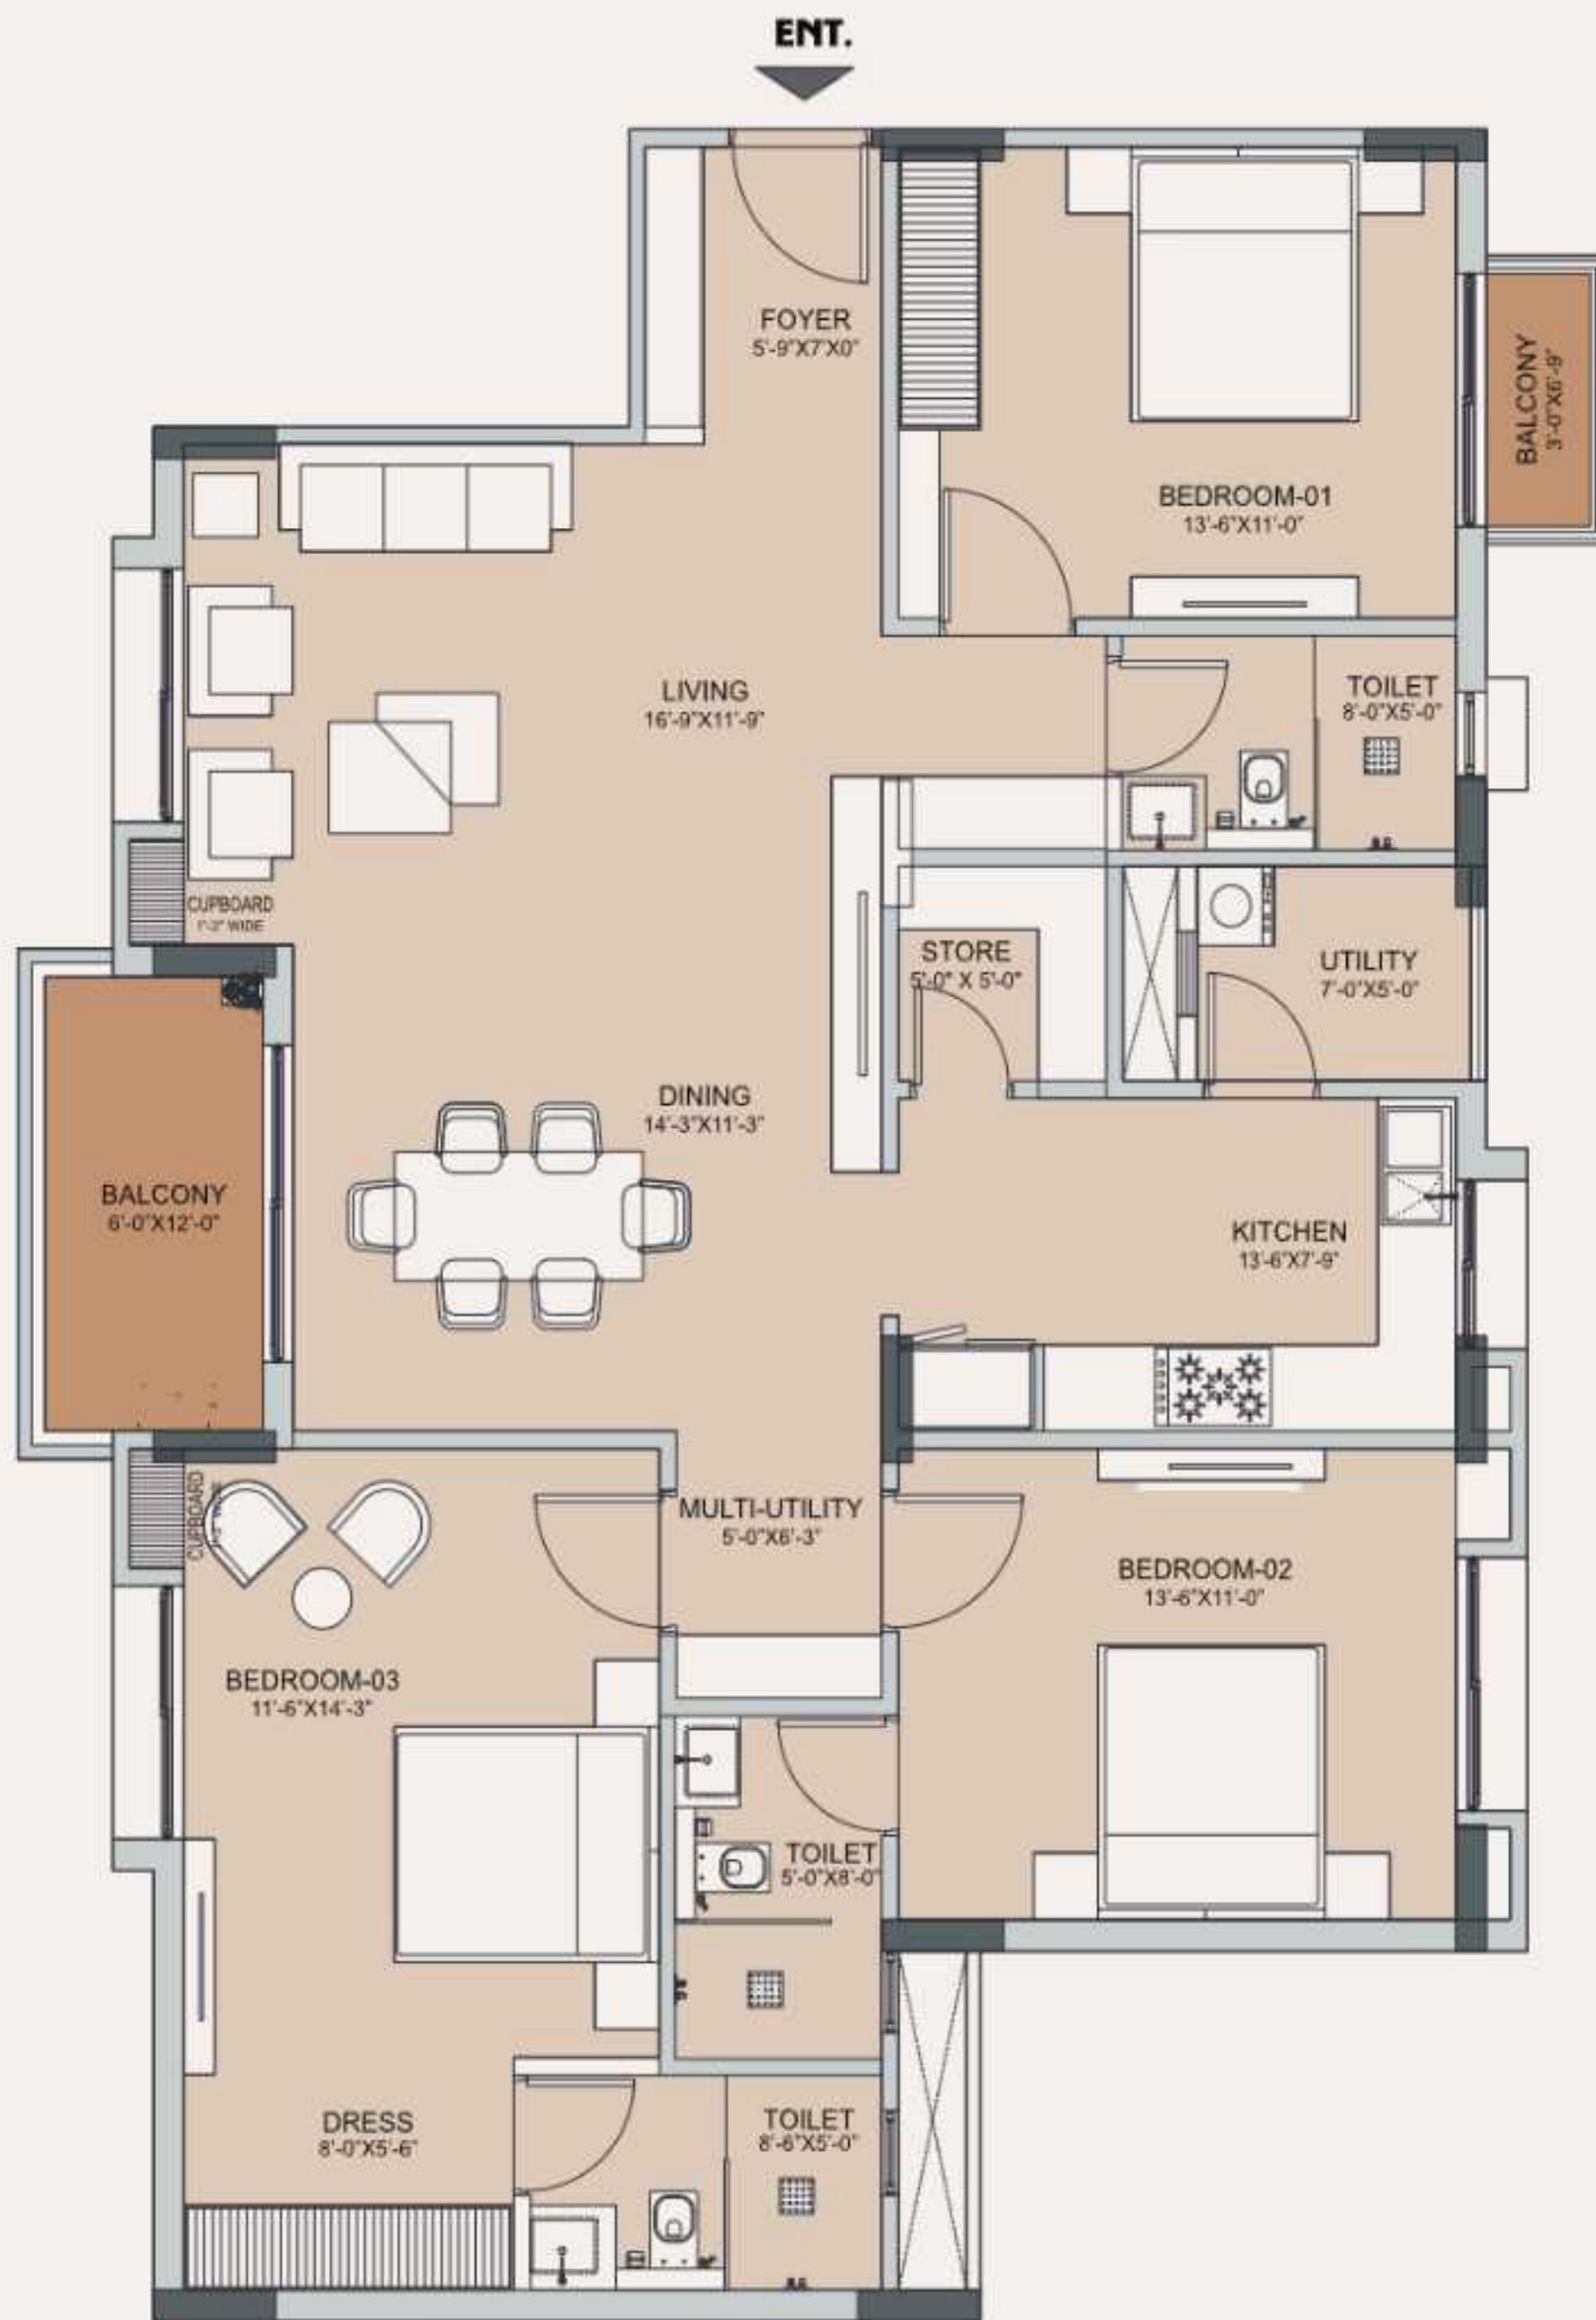 ENT.
FOYER
5'-9"X7'X0"
BALCONY
3'-0"X6'-9"
BEDROOM-01
13'-6"X11'-0"
LIVING
16'-9"X11'-9"
TOILET
8'-0"X5'-0"
CUPBOARD
1'-3" WIDE
STORE
5'-0" X 5'-0"
UTILITY
7'-0"X5'-0"
DINING
14'-3"X11'-3"
BALCONY
6'-0"X12'-0"
KITCHEN
13'-6"X7'-9"
CUPBOARD
MULTI-UTILITY
5'-0"X6'-3"
BEDROOM-02
13'-6"X11'-0"
BEDROOM-03
11'-6"X14'-3"
TOILET
5'-0"X8'-0"
DRESS
8'-0"X5'-6"
TOILET
8'-6"X5'-0"